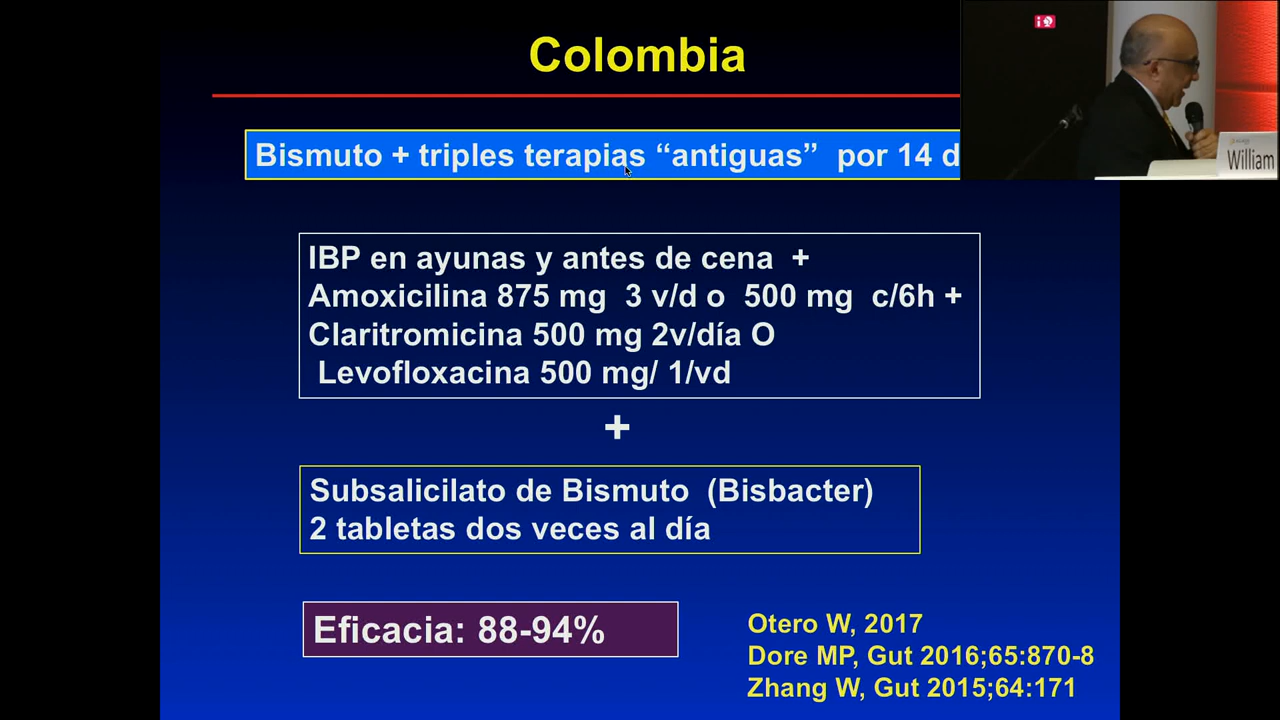 Colombia
Bismuto + triples terapias “antiguas” por 14 d
IBP en ayunas y antes de cena +
Amoxicilina 875 mg 3 v/d o 500 mg c/6h +
Claritromicina 500 mg 2v/día O
Levofloxacina 500 mg/ 1/vd
+
Subsalicilato de Bismuto (Bisbacter)
2 tabletas dos veces al día
Eficacia: 88-94%
Otero W, 2017
Dore MP, Gut 2016;65:870-8
Zhang W, Gut 2015;64:171
William